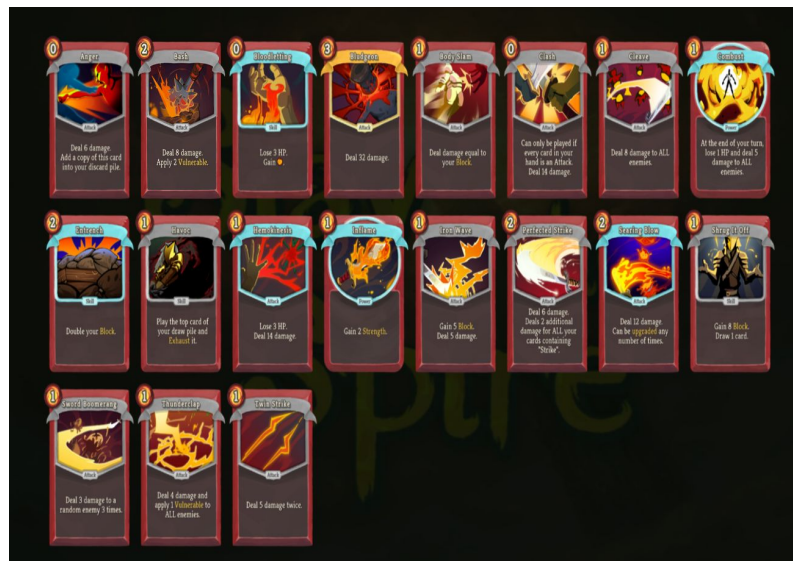 0
Anger
Attack
Deal 6 damage.
Add a copy of this card
into your discard pile.
2
Bash
Attack
Deal 8 damage.
Apply 2 Vulnerable.
0
Bloodletting
Skill
Lose 3 HP.
Gain
3
Bludgeon
Attack
Deal 32 damage.
1
Body Slam
Attack
Deal damage equal to
your Block.
0
Clash
Attack
Can only be played if
every card in your
hand is an Attack.
Deal 14 damage.
1
Cleave
Attack
Deal 8 damage to ALL
enemies.
1
Combust
Power
At the end of your turn,
lose 1 HP and deal 5
damage to ALL
enemies.
2
Entrench
Skill
Double your Block.
1
Havoc
Skill
Play the top card of
your draw pile and
Exhaust it.
1
Hemokinesis
Attack
Lose 3 HP.
Deal 14 damage.
1
Inflame
Power
Gain 2 Strength.
1
Iron Wave
Attack
Gain 5 Block.
Deal 5 damage.
2
Perfected Strike
Attack
Deal 6 damage.
Deals 2 additional
damage for ALL your
cards containing
"Strike".
2
Searing Blow
Attack
Deal 12 damage.
Can be upgraded any
number of times.
1
Shrug It Off
Skill
Gain 8 Block.
Draw 1 card.
1
Sword Boomerang
Attack
Deal 3 damage to a
random enemy 3 times.
1
Thunderclap
Attack
Deal 4 damage and
apply 1 Vulnerable to
ALL enemies.
1
Twin Strike
Attack
Deal 5 damage twice.
Spire